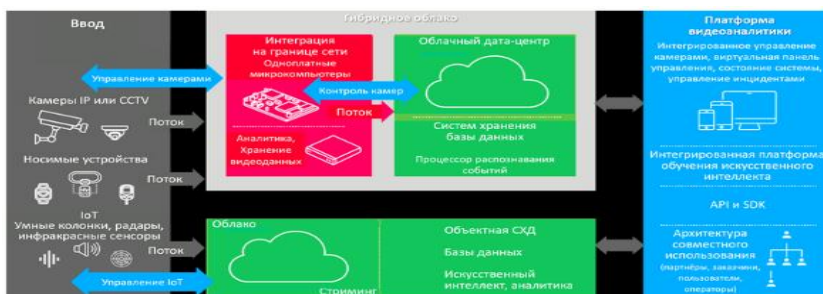 Ввод
Управление камерами
Камеры IP или CCTV
Поток
Носимые устройства
Поток
IoT
Умные колонки, радары,
инфракрасные сенсоры
Поток
Управление IoT
Гибридное облако
Интеграция
на границе сети
Одноплатные
микрокомпьютеры
Контроль камер
Поток
Аналитика,
Хранение
видеоданных
Облачный дата-центр
Систем хранения
базы данных
Процессор распознавания
событий
Облако
Стриминг
Объектная СХД
Базы данных
Искусственный
интеллект, аналитика
Платформа
видеоаналитики
Интегрированное управление
камерами, виртуальная панель
управления, состояние системы,
управление инцидентами
Интегрированная платформа
обучения искусственного
интеллекта
API и SDK
Архитектура
совместного
использования
(партнёры, заказчики,
пользователи,
операторы)